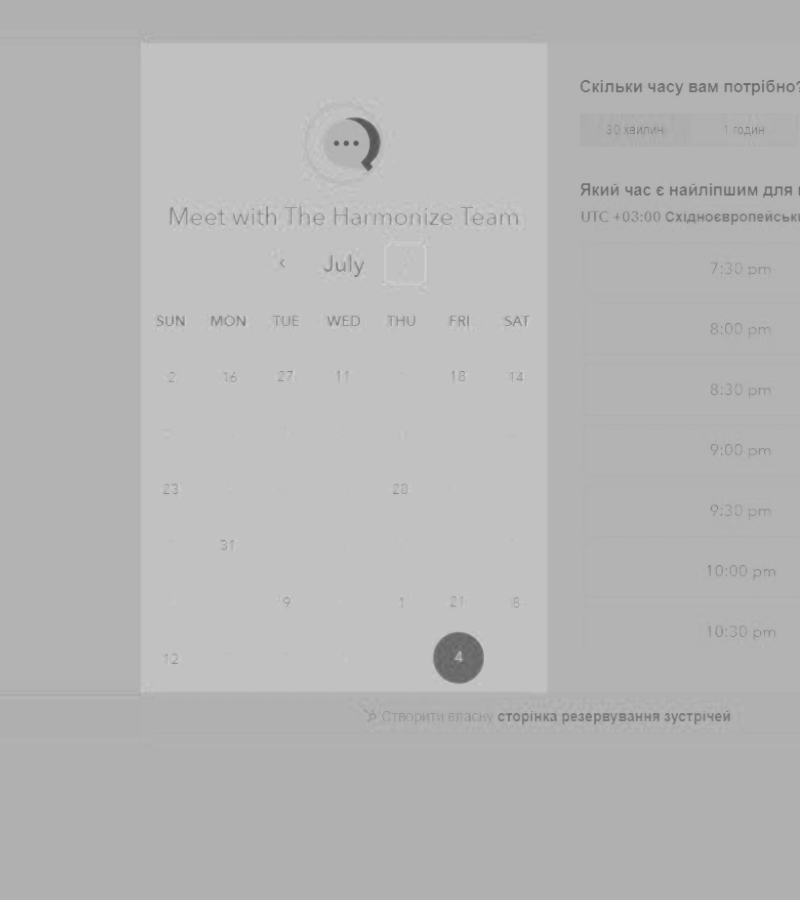 Meet with The Harmonize Team
July
SUN MON TUE WED THU FRI SAT
2 16 27 11 18 14
23 28
31
9 1 21 8
12 4
Скільки часу вам потрібно?
30 хвилин 1 годин
Який час є найліпшим для
UTC +03:00 Східноєвропейськи
7:30 pm
8:00 pm
8:30 pm
9:00 pm
9:30 pm
10:00 pm
10:30 pm
Створити власну сторінка резервування зустрічей